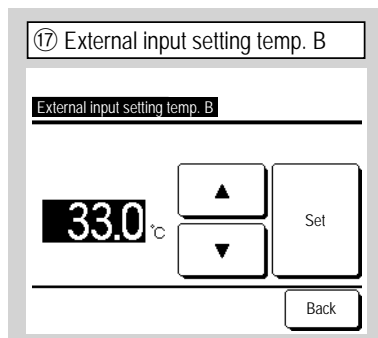 ⑰ External input setting temp. B
External input setting temp. B
▲
33.0 °C
Set
▼
Back